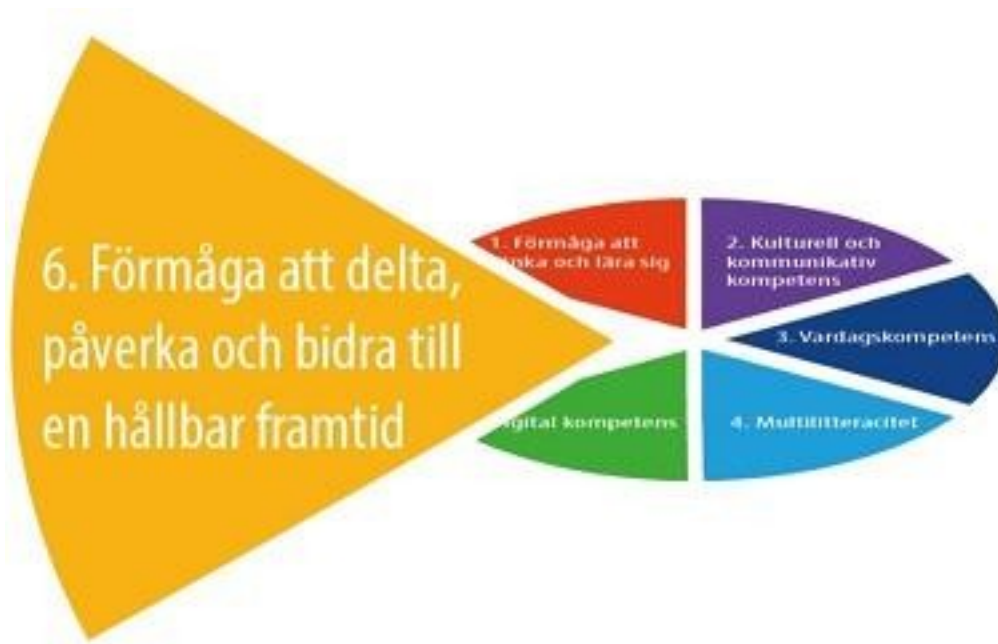 6. Förmåga att delta,
påverka och bidra till
en hållbar framtid
1. Förmåga att
och lära sig
2. Kulturell och
kommunikativ
kompetens
3. Vardagskompetens
4. Multilitteracitet
kompetens